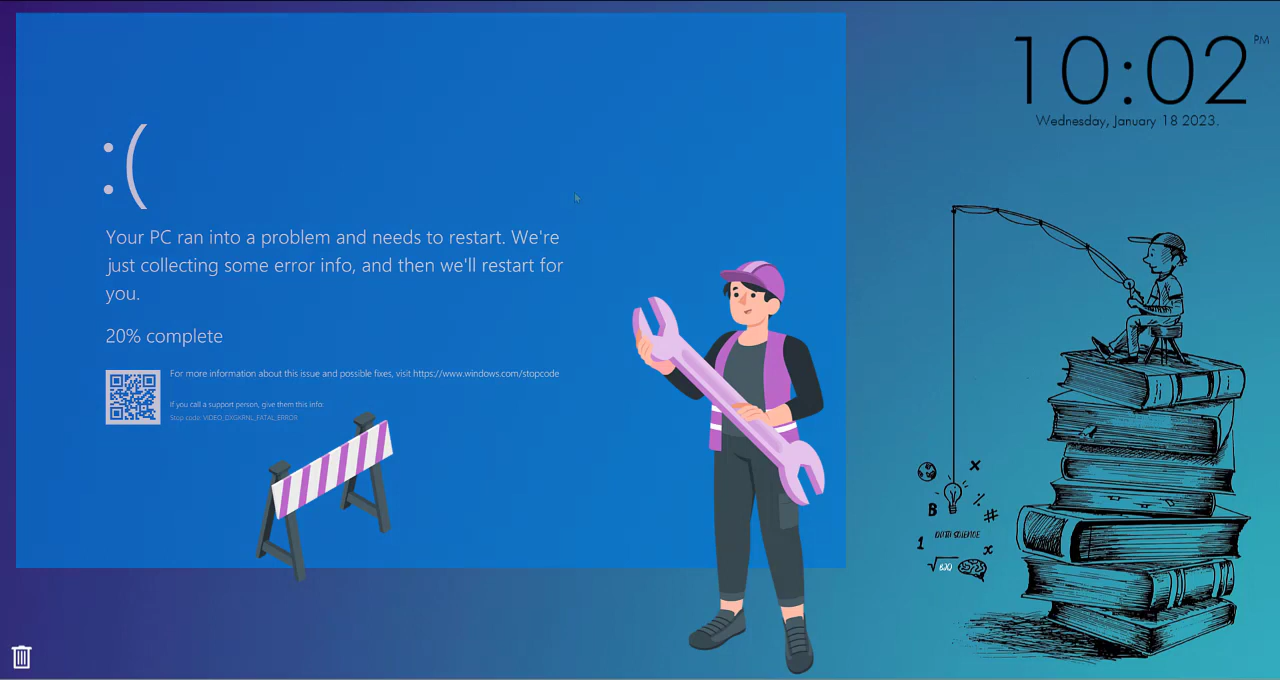 :(
Your PC ran into a problem and needs to restart. We're
just collecting some error info, and then we'll restart for
you.
20% complete
For more information about this issue and possible fixes, visit https://www.windows.com/stopcode
If you call a support person, give them this info:
Stop code: VIDEO_DXGKRNL_FATAL_ERROR
10:02 PM
Wednesday, January 18 2023.
x
%
B
#
DATA SCIENCE
1
x